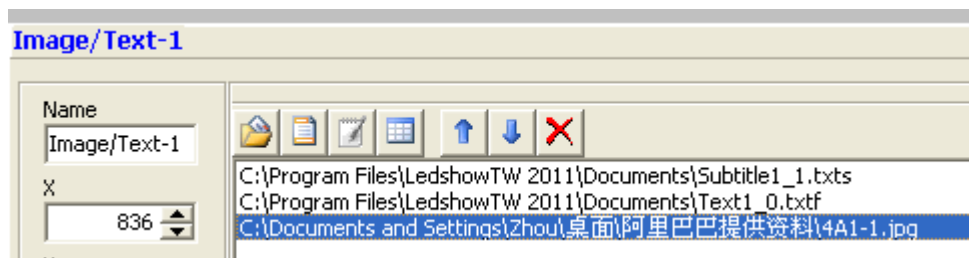 Image/Text-1
Name
Image/Text-1
X
836
C:\Program Files\LedshowTW 2011\Documents\Subtitle1_1.txts
C:\Program Files\LedshowTW 2011\Documents\Text1_0.txtf
C:\Documents and Settings\Zhou\桌面\阿里巴巴提供资料\4A1-1.jpg